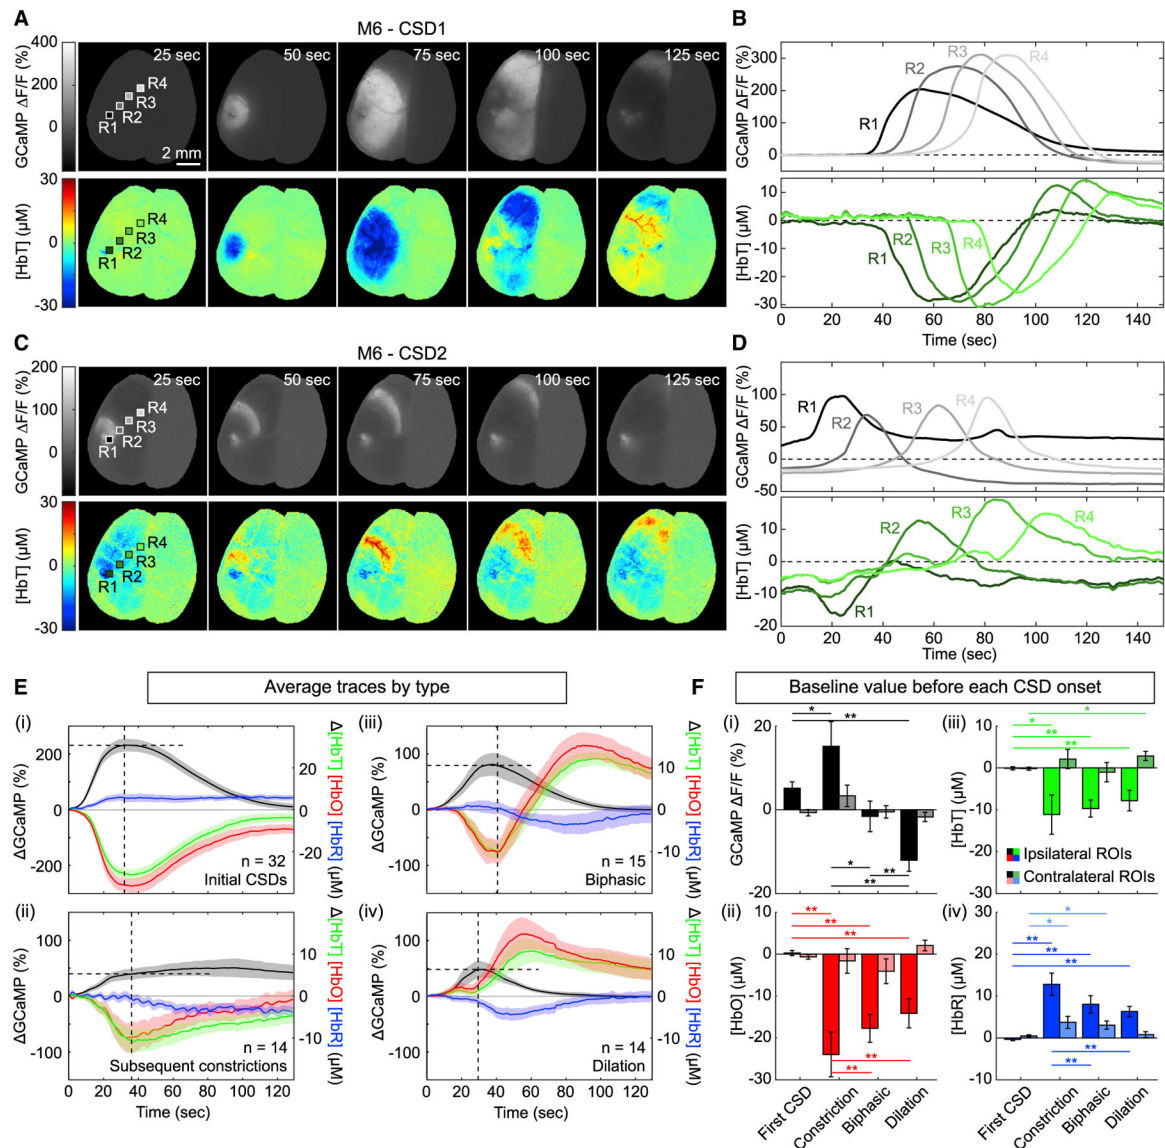 A
M6 - CSD1
GCaMP ΔF/F (%)
400
200
0
25 sec
50 sec
75 sec
100 sec
125 sec
R1
R2
R3
R4
2 mm
[HbT] (μM)
30
0
-30
R1
R2
R3
R4
B
GCaMP ΔF/F (%)
300
200
100
0
R1
R2
R3
R4
[HbT] (μM)
10
0
-10
-20
-30
R1
R2
R3
R4
0 20 40 60 80 100 120 140
Time (sec)
C
M6 - CSD2
GCaMP ΔF/F (%)
200
100
0
25 sec
50 sec
75 sec
100 sec
125 sec
R1
R2
R3
R4
[HbT] (μM)
30
0
-30
R1
R2
R3
R4
D
GCaMP ΔF/F (%)
100
50
0
-50
R1
R2
R3
R4
[HbT] (μM)
10
0
-10
-20
R1
R2
R3
R4
0 20 40 60 80 100 120 140
Time (sec)
E
Average traces by type
(i)
ΔGCaMP (%)
200
0
-200
20
0
-20
Δ[HbT] [HbO] [HbR] (μM)
n = 32
Initial CSDs
(ii)
ΔGCaMP (%)
100
50
0
-50
-100
10
0
-10
Δ[HbT] [HbO] [HbR] (μM)
n = 14
Subsequent constrictions
0 20 40 60 80 100 120
Time (sec)
(iii)
ΔGCaMP (%)
100
50
0
-50
-100
10
0
-10
Δ[HbT] [HbO] [HbR] (μM)
n = 15
Biphasic
(iv)
ΔGCaMP (%)
100
50
0
-50
-100
10
0
-10
Δ[HbT] [HbO] [HbR] (μM)
n = 14
Dilation
0 20 40 60 80 100 120
Time (sec)
F
Baseline value before each CSD onset
(i)
GCaMP ΔF/F (%)
20
10
0
-10
-20
*
**
*
**
**
(iii)
[HbT] (μM)
10
0
-10
-20
-30
*
*
**
**
Ipsilateral ROIs
Contralateral ROIs
(ii)
[HbO] (μM)
10
0
-10
-20
-30
**
**
**
**
**
First CSD
Constriction
Biphasic
Dilation
(iv)
[HbR] (μM)
30
20
10
0
-10
*
*
**
**
**
**
**
First CSD
Constriction
Biphasic
Dilation